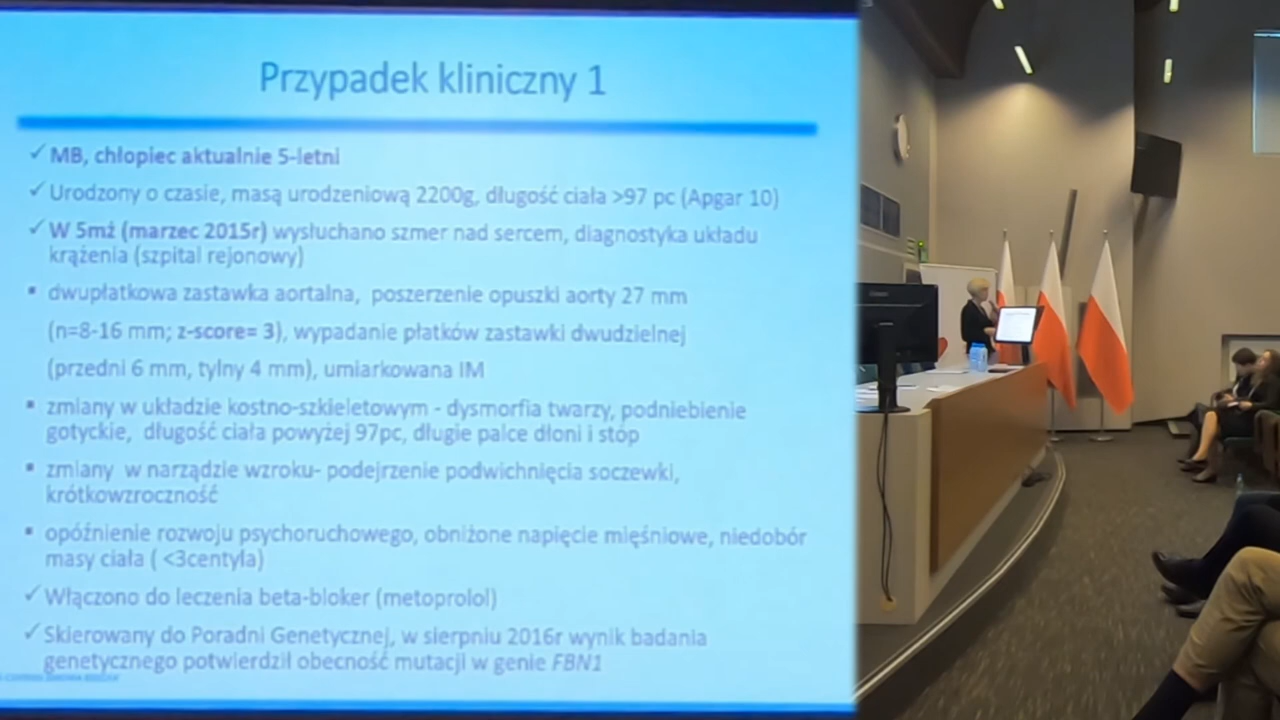 Przypadek kliniczny 1
✓ MB, chłopiec aktualnie 5-letni
✓ Urodzony o czasie, masą urodzeniową 2200g, długość ciała >97 pc (Apgar 10)
✓ W 5mż (marzec 2015r) wysłuchano szmer nad sercem, diagnostyka układu
krążenia (szpital rejonowy)
▪ dwupłatkowa zastawka aortalna, poszerzenie opuszki aorty 27 mm
(n=8-16 mm; z-score= 3), wypadanie płatków zastawki dwudzielnej
(przedni 6 mm, tylny 4 mm), umiarkowana IM
▪ zmiany w układzie kostno-szkieletowym - dysmorfia twarzy, podniebienie
gotyckie, długość ciała powyżej 97pc, długie palce dłoni i stóp
▪ zmiany w narządzie wzroku- podejrzenie podwichnięcia soczewki,
krótkowzroczność
▪ opóźnienie rozwoju psychoruchowego, obniżone napięcie mięśniowe, niedobór
masy ciała ( <3centyla)
✓ Włączono do leczenia beta-bloker (metoprolol)
✓ Skierowany do Poradni Genetycznej, w sierpniu 2016r wynik badania
genetycznego potwierdził obecność mutacji w genie FBN1